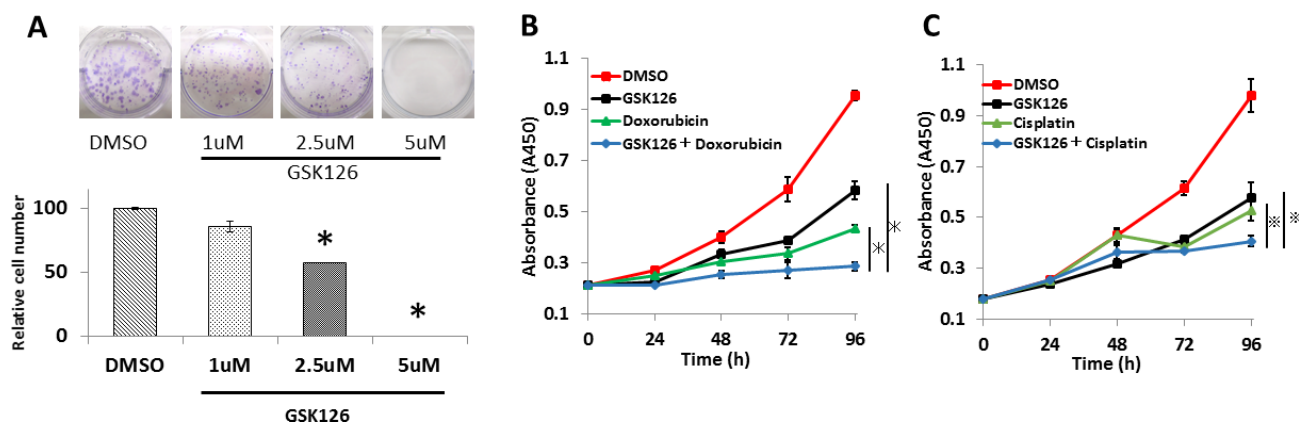 A
DMSO
1uM
2.5uM
5uM
GSK126
Relative cell number
100
50
0
*
*
DMSO
1uM
2.5uM
5uM
GSK126
B
Absorbance (A450)
1.1
0.9
0.7
0.5
0.3
0.1
DMSO
GSK126
Doxorubicin
GSK126+Doxorubicin
＊
＊
0
24
48
72
96
Time (h)
C
Absorbance (A450)
1.1
0.9
0.7
0.5
0.3
0.1
DMSO
GSK126
Cisplatin
GSK126+Cisplatin
※
※
0
24
48
72
96
Time (h)